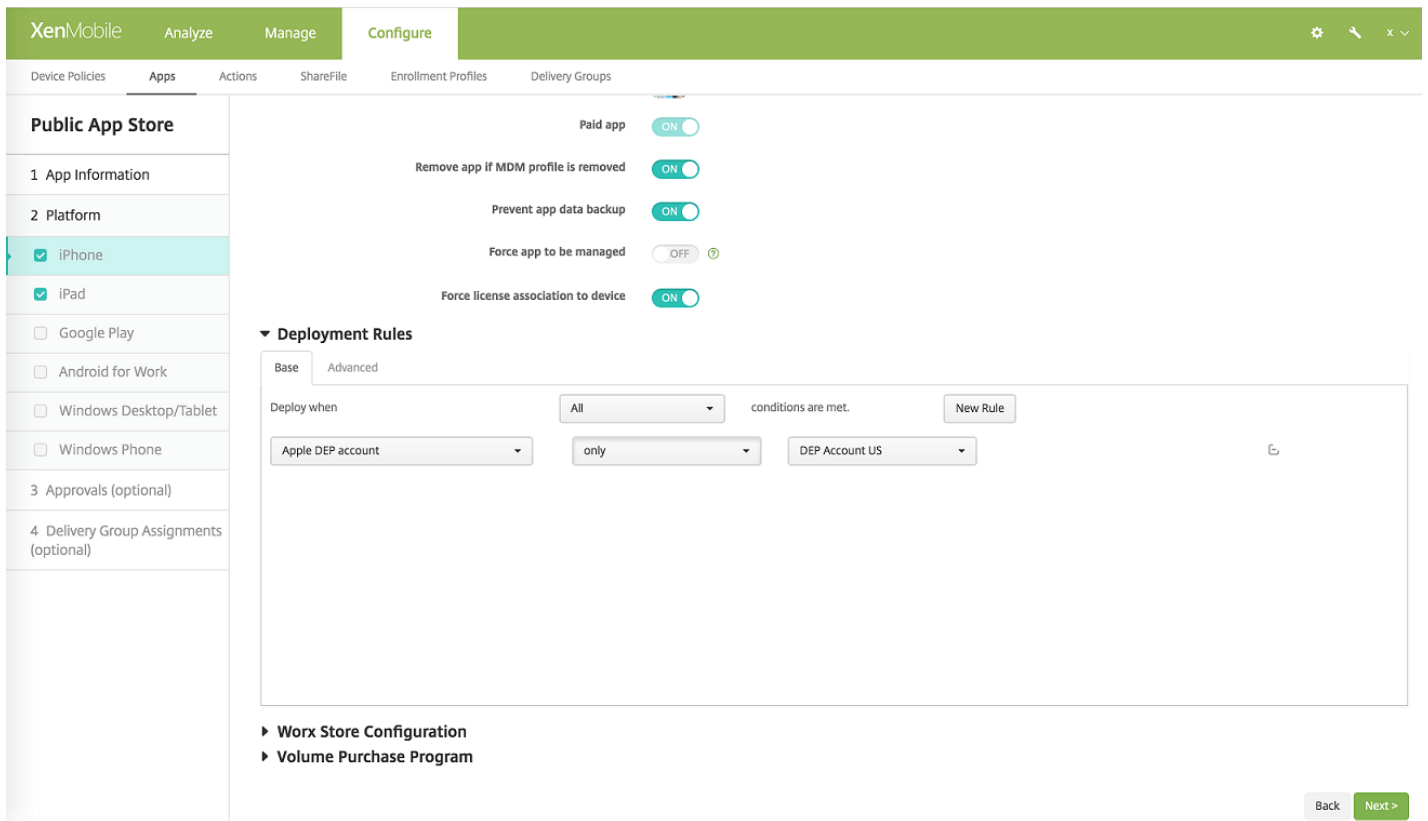 XenMobile Analyze Manage Configure x
Device Policies Apps Actions ShareFile Enrollment Profiles Delivery Groups
Public App Store
1 App Information
2 Platform
iPhone
iPad
Google Play
Android for Work
Windows Desktop/Tablet
Windows Phone
3 Approvals (optional)
4 Delivery Group Assignments
(optional)
Paid app ON
Remove app if MDM profile is removed ON
Prevent app data backup ON
Force app to be managed OFF ?
Force license association to device ON
Deployment Rules
Base Advanced
Deploy when All conditions are met. New Rule
Apple DEP account only DEP Account US
Worx Store Configuration
Volume Purchase Program
Back Next >